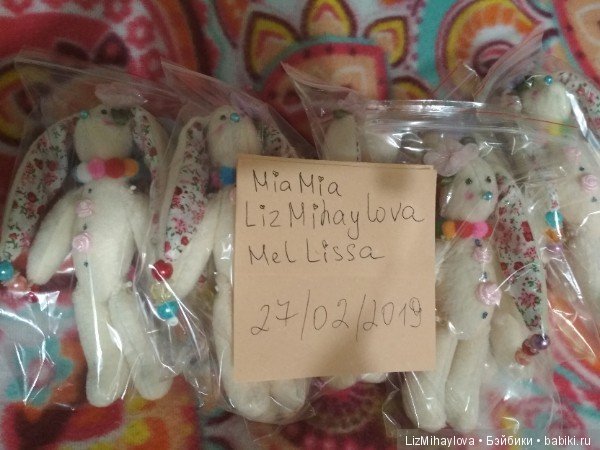 MiaMia
LizMihaylova
MelLissa
27/02/2019
LizMihaylova • Бэйбики • babiki.ru